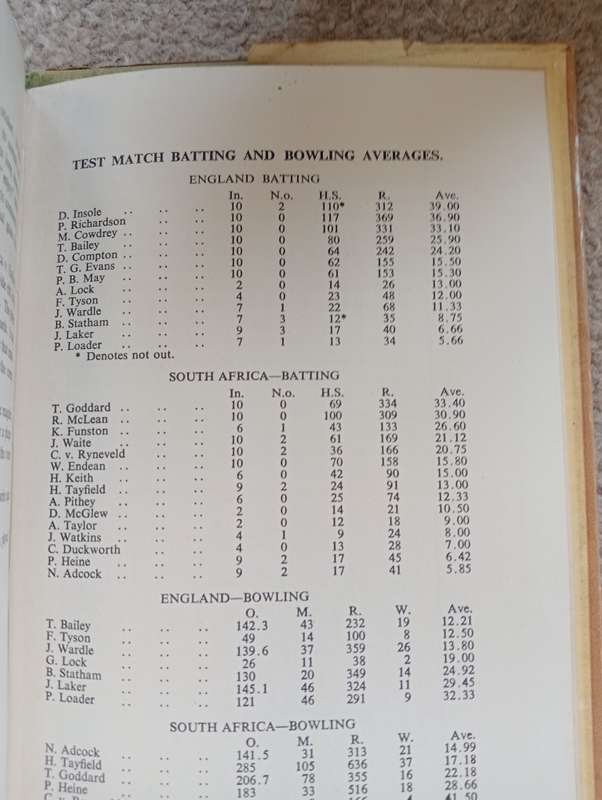 TEST MATCH BATTING AND BOWLING AVERAGES.
ENGLAND BATTING
In. N.o. H.S. R. Ave.
D. Insole .. .. .. 10 2 110* 312 39.00
P. Richardson .. .. 10 0 117 369 36.90
M. Cowdrey .. .. .. 10 0 101 331 33.10
T. Bailey .. .. .. 10 0 80 259 25.90
D. Compton .. .. .. 10 0 64 242 24.20
T. G. Evans .. .. .. 10 0 62 155 15.50
P. B. May .. .. .. 10 0 61 153 15.30
A. Lock .. .. .. 2 0 14 26 13.00
F. Tyson .. .. .. 4 0 23 48 12.00
J. Wardle .. .. .. 7 1 22 68 11.33
B. Statham .. .. .. 7 3 12* 35 8.75
J. Laker .. .. .. 9 3 17 40 6.66
P. Loader .. .. .. 7 1 13 34 5.66
* Denotes not out.
SOUTH AFRICA—BATTING
In. N.o. H.S. R. Ave.
T. Goddard .. .. .. 10 0 69 334 33.40
R. McLean .. .. .. 10 0 100 309 30.90
K. Funston .. .. .. 6 1 43 133 26.60
J. Waite .. .. .. 10 2 61 169 21.12
C. v. Ryneveld .. .. 10 2 36 166 20.75
W. Endean .. .. .. 10 0 70 158 15.80
H. Keith .. .. .. 6 0 42 90 15.00
H. Tayfield .. .. .. 9 2 24 91 13.00
A. Pithey .. .. .. 6 0 25 74 12.33
D. McGlew .. .. .. 2 0 14 21 10.50
A. Taylor .. .. .. 2 0 12 18 9.00
J. Watkins .. .. .. 4 1 9 24 8.00
C. Duckworth .. .. 4 0 13 28 7.00
P. Heine .. .. .. 9 2 17 45 6.42
N. Adcock .. .. .. 9 2 17 41 5.85
ENGLAND—BOWLING
O. M. R. W. Ave.
T. Bailey .. .. .. 142.3 43 232 19 12.21
F. Tyson .. .. .. 49 14 100 8 12.50
J. Wardle .. .. .. 139.6 37 359 26 13.80
G. Lock .. .. .. 26 11 38 2 19.00
B. Statham .. .. .. 130 20 349 14 24.92
J. Laker .. .. .. 145.1 46 324 11 29.45
P. Loader .. .. .. 121 46 291 9 32.33
SOUTH AFRICA—BOWLING
O. M. R. W. Ave.
N. Adcock .. .. .. 141.5 31 313 21 14.99
H. Tayfield .. .. .. 285 105 636 37 17.18
T. Goddard .. .. .. 206.7 78 355 16 22.18
P. Heine .. .. .. 183 33 516 18 28.66
41.50